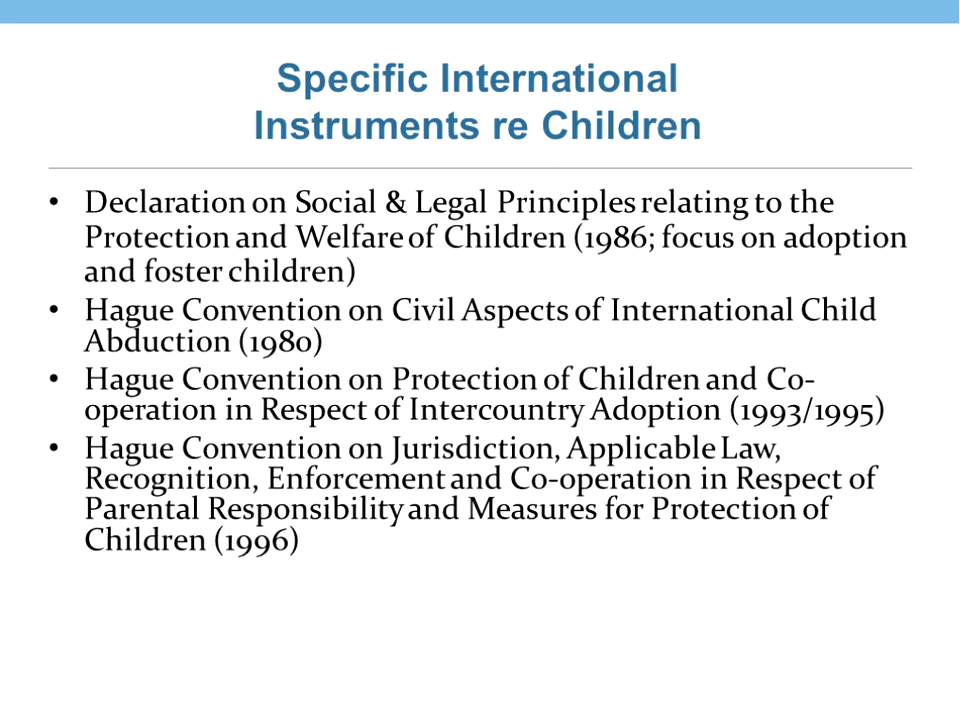 Specific International
Instruments re Children
• Declaration on Social & Legal Principles relating to the
Protection and Welfare of Children (1986; focus on adoption
and foster children)
• Hague Convention on Civil Aspects of International Child
Abduction (1980)
• Hague Convention on Protection of Children and Co-
operation in Respect of Intercountry Adoption (1993/1995)
• Hague Convention on Jurisdiction, Applicable Law,
Recognition, Enforcement and Co-operation in Respect of
Parental Responsibility and Measures for Protection of
Children (1996)